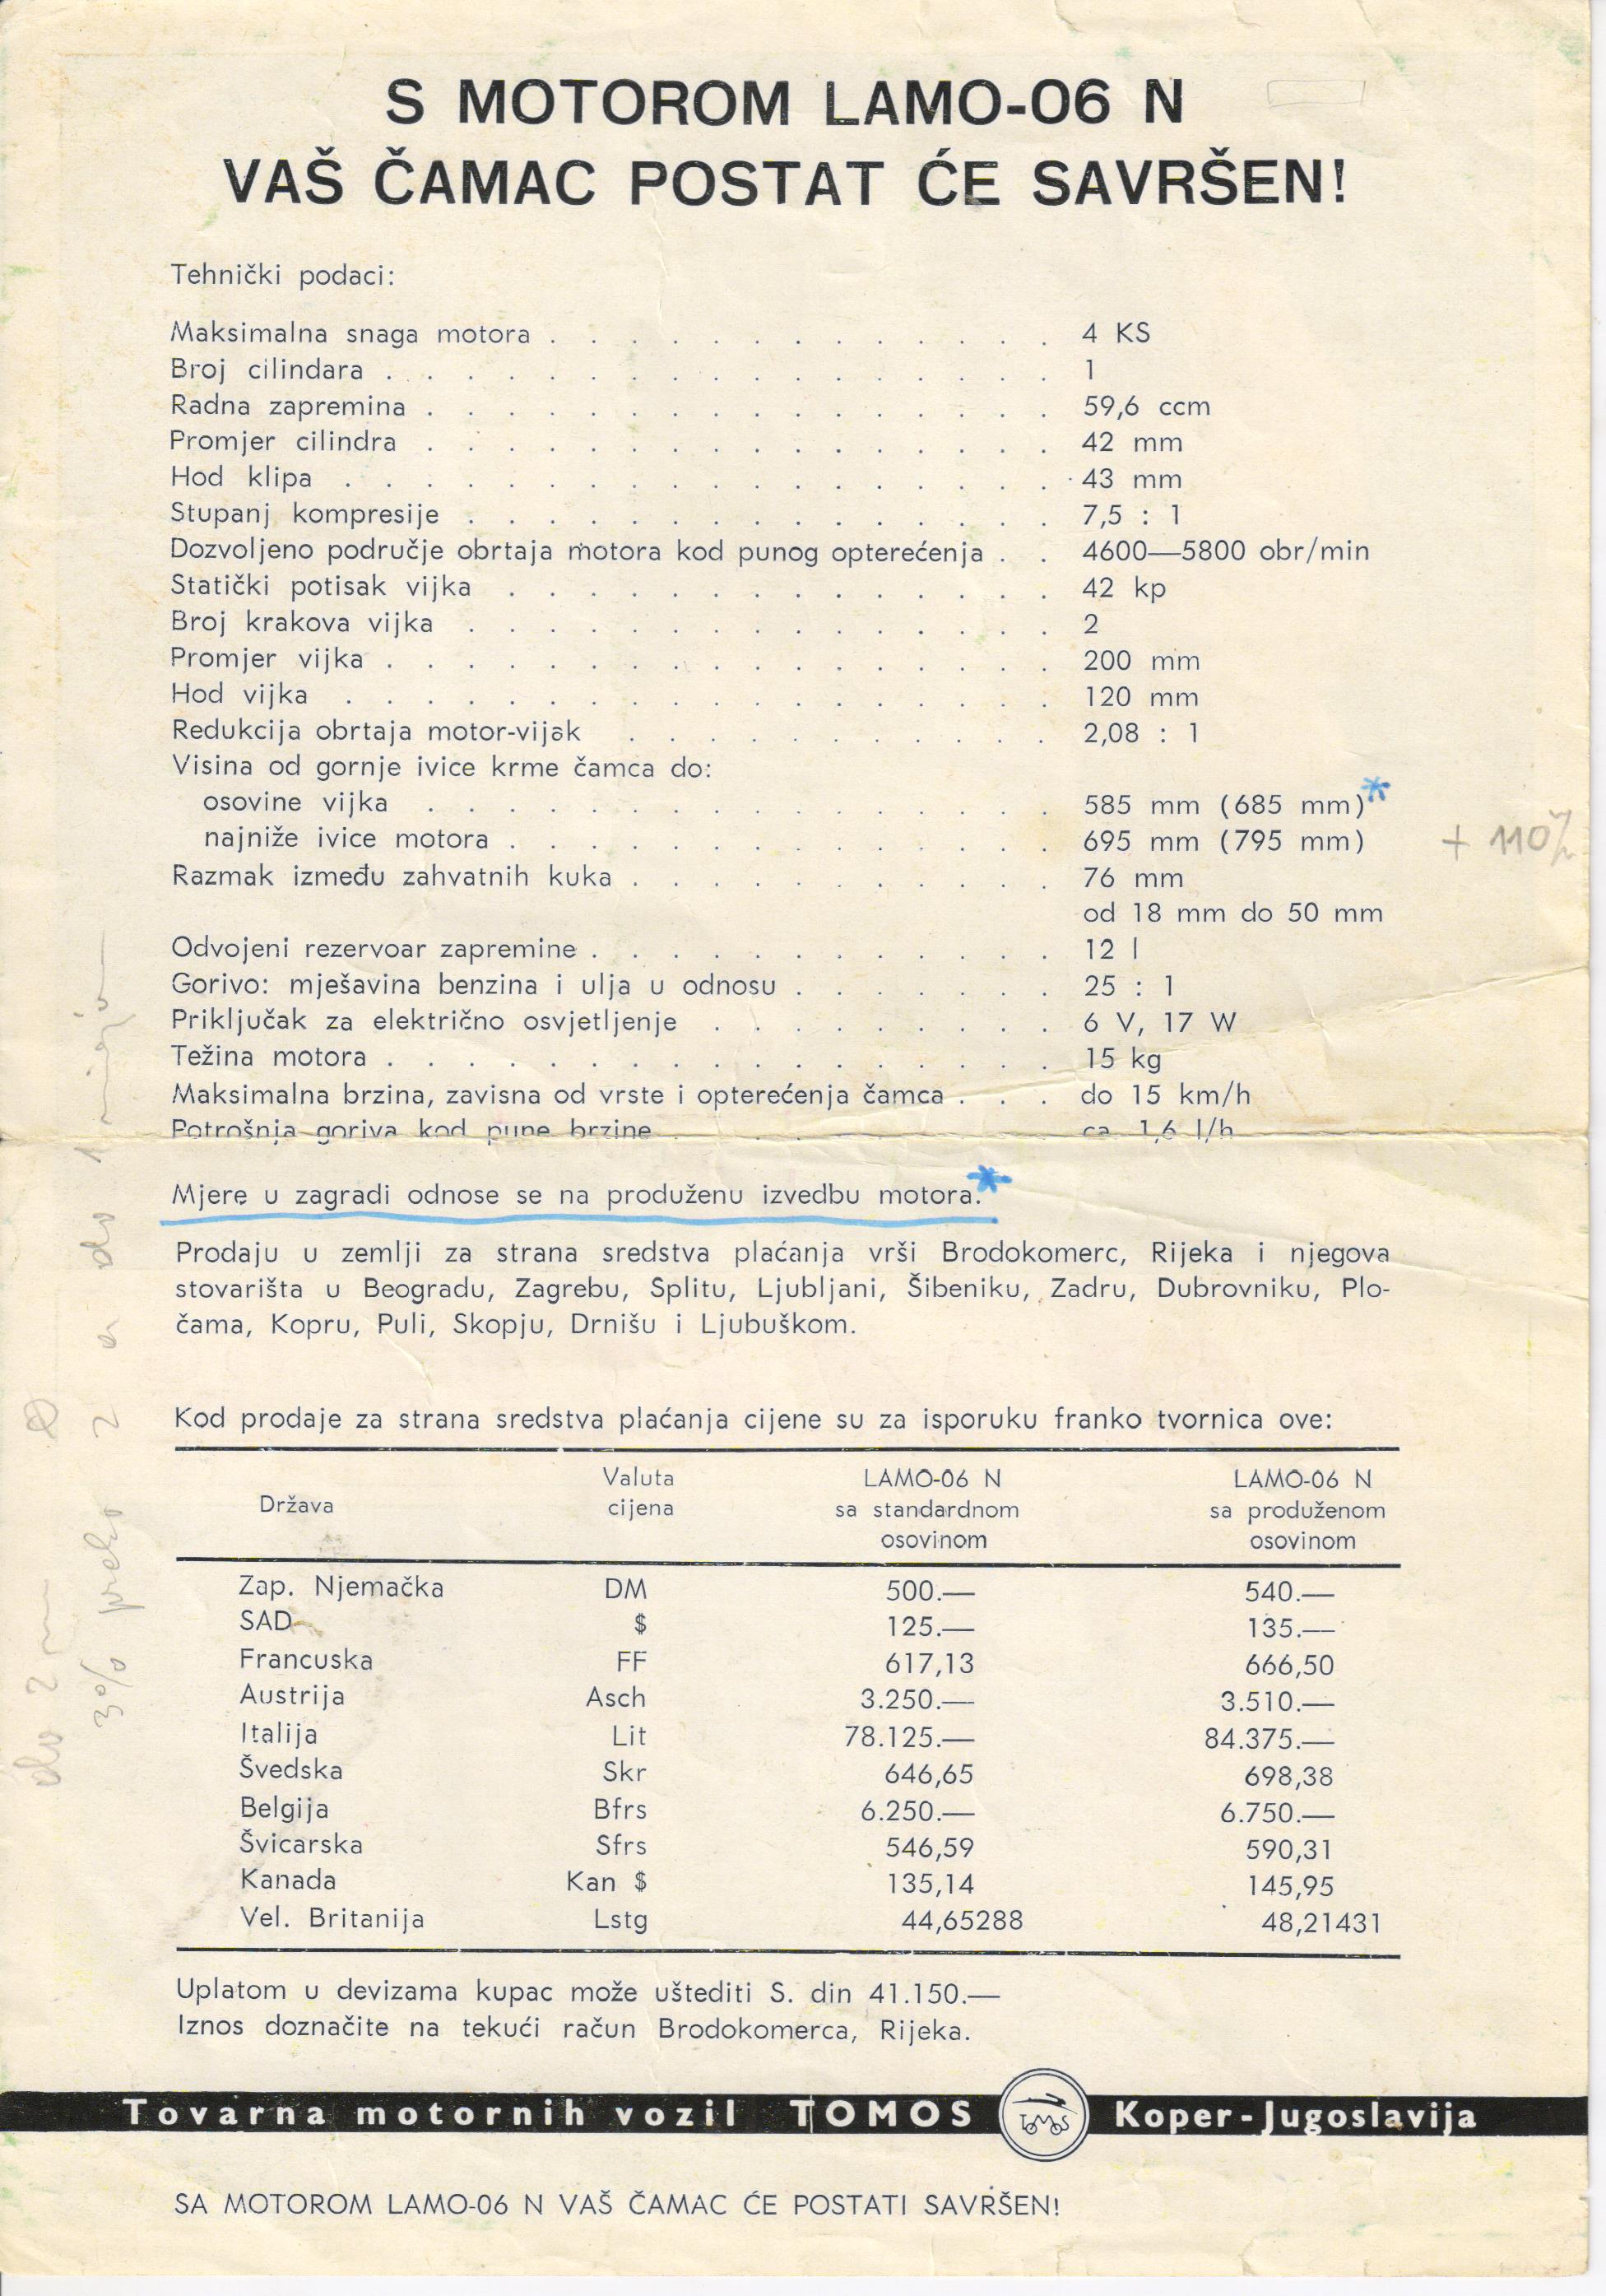 S MOTOROM LAMO-06 N
VAŠ ČAMAC POSTAT ĆE SAVRŠEN!
Tehnički podaci:
Maksimalna snaga motora . . . . . . . . . . . . . 4 KS
Broj cilindara . . . . . . . . . . . . . . . . . 1
Radna zapremina . . . . . . . . . . . . . . . . 59,6 ccm
Promjer cilindra . . . . . . . . . . . . . . . . 42 mm
Hod klipa . . . . . . . . . . . . . . . . . . 43 mm
Stupanj kompresije . . . . . . . . . . . . . . . 7,5 : 1
Dozvoljeno područje obrtaja motora kod punog opterećenja . . 4600—5800 obr/min
Statički potisak vijka . . . . . . . . . . . . . . 42 kp
Broj krakova vijka . . . . . . . . . . . . . . . 2
Promjer vijka . . . . . . . . . . . . . . . . . 200 mm
Hod vijka . . . . . . . . . . . . . . . . . . 120 mm
Redukcija obrtaja motor-vijak . . . . . . . . . . . 2,08 : 1
Visina od gornje ivice krme čamca do:
osovine vijka . . . . . . . . . . . . . . . . 585 mm (685 mm)*
najniže ivice motora . . . . . . . . . . . . . . 695 mm (795 mm) + 110
Razmak između zahvatnih kuka . . . . . . . . . . . 76 mm
od 18 mm do 50 mm
Odvojeni rezervoar zapremine . . . . . . . . . . . . 12 l
Gorivo: mješavina benzina i ulja u odnosu . . . . . . . 25 : 1
Priključak za električno osvjetljenje . . . . . . . . . 6 V, 17 W
Težina motora . . . . . . . . . . . . . . . . . 15 kg
Maksimalna brzina, zavisna od vrste i opterećenja čamca . . . do 15 km/h
Potrošnja goriva kod pune brzine . . . ca 1,6 l/h
Mjere u zagradi odnose se na produženu izvedbu motora.*
Prodaju u zemlji za strana sredstva plaćanja vrši Brodokomerc, Rijeka i njegova
stovarišta u Beogradu, Zagrebu, Splitu, Ljubljani, Šibeniku, Zadru, Dubrovniku, Plo-
čama, Kopru, Puli, Skopju, Drnišu i Ljubuškom.
Kod prodaje za strana sredstva plaćanja cijene su za isporuku franko tvornica ove:
Država Valuta cijena LAMO-06 N sa standardnom osovinom LAMO-06 N sa produženom osovinom
Zap. Njemačka DM 500.— 540.—
SAD $ 125.— 135.—
Francuska FF 617,13 666,50
Austrija Asch 3.250.— 3.510.—
Italija Lit 78.125.— 84.375.—
Švedska Skr 646,65 698,38
Belgija Bfrs 6.250.— 6.750.—
Švicarska Sfrs 546,59 590,31
Kanada Kan $ 135,14 145,95
Vel. Britanija Lstg 44,65288 48,21431
Uplatom u devizama kupac može uštediti S. din 41.150.—
Iznos doznačite na tekući račun Brodokomerca, Rijeka.
Tovarna motornih vozil TOMOS TOMOS Koper-Jugoslavija
SA MOTOROM LAMO-06 N VAŠ ČAMAC ĆE POSTATI SAVRŠEN!
3% preko 2 a do 1
do 2